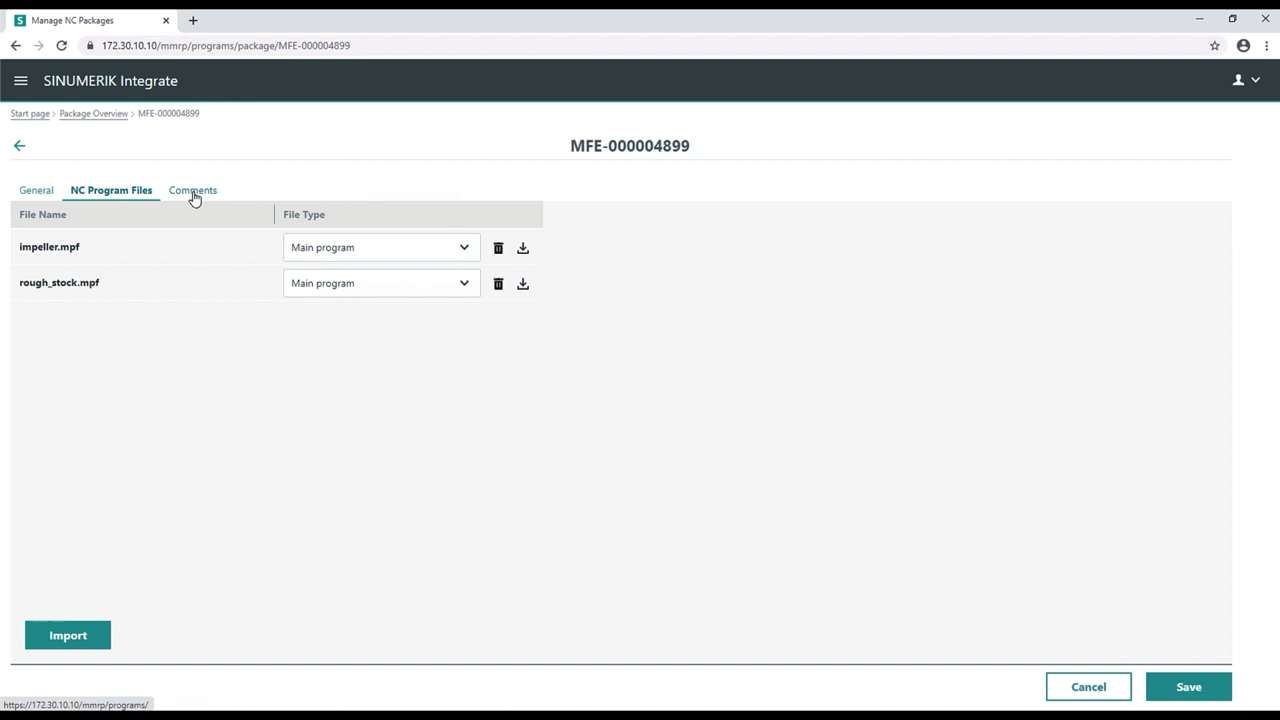 S Manage NC Packages
172.30.10.10/mmrp/programs/package/MFE-000004899
SINUMERIK Integrate
Start page > Package Overview > MFE-000004899
MFE-000004899
General NC Program Files Comments
File Name File Type
impeller.mpf Main program
rough_stock.mpf Main program
Import
Cancel Save
https://172.30.10.10/mmrp/programs/